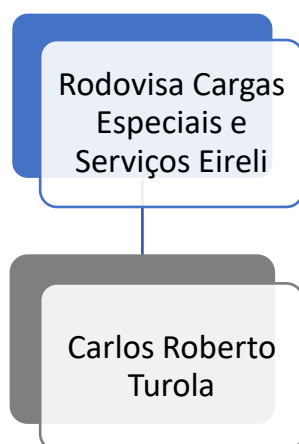 Rodovisa Cargas
Especiais e
Serviços Eireli
Carlos Roberto
Turola